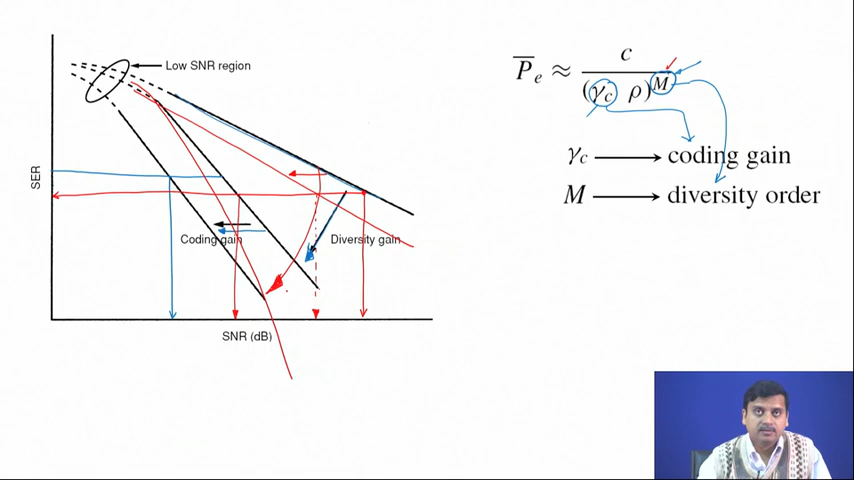 Low SNR region
SER
Coding gain
Diversity gain
SNR (dB)
P̅e ≈ c / (γc ρ)^M
γc ⟶ coding gain
M ⟶ diversity order